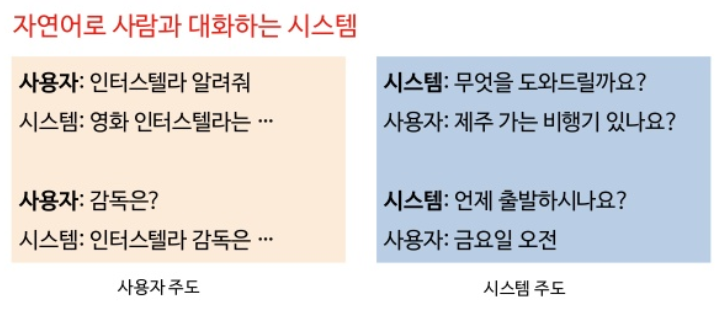 자연어로 사람과 대화하는 시스템
사용자: 인터스텔라 알려줘
시스템: 영화 인터스텔라는 …
사용자: 감독은?
시스템: 인터스텔라 감독은 …
사용자 주도
시스템: 무엇을 도와드릴까요?
사용자: 제주 가는 비행기 있나요?
시스템: 언제 출발하시나요?
사용자: 금요일 오전
시스템 주도